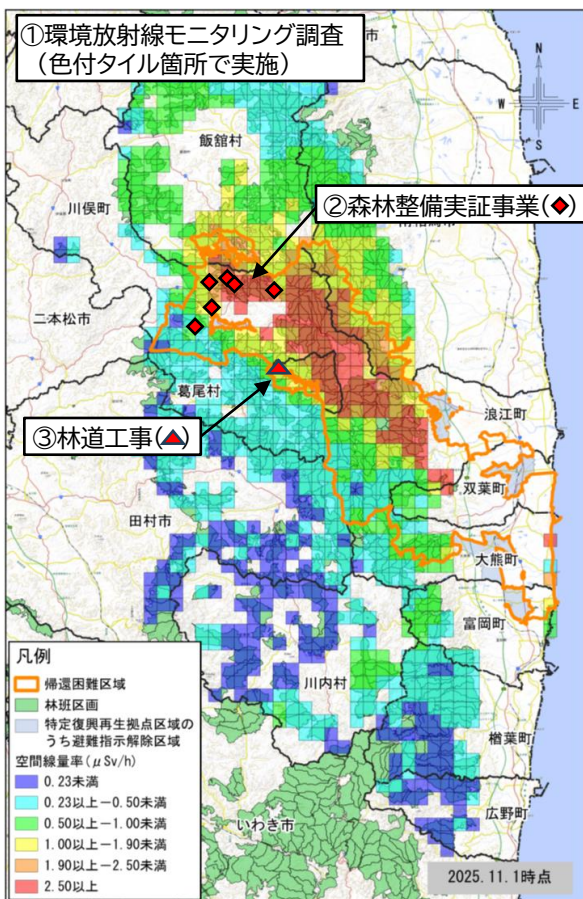 ①環境放射線モニタリング調査
（色付タイル箇所で実施）
市
N
W
E
S
飯舘村
川俣町
②森林整備実証事業(◆)
二本松市
葛尾村
③林道工事(▲)
浪江町
双葉町
田村市
大熊町
富岡町
川内村
楢葉町
広野町
いわき市
凡例
帰還困難区域
林班区画
特定復興再生拠点区域の
うち避難指示解除区域
空間線量率(μSv/h)
0.23未満
0.23以上－0.50未満
0.50以上－1.00未満
1.00以上－1.90未満
1.90以上－2.50未満
2.50以上
2025.11.1時点